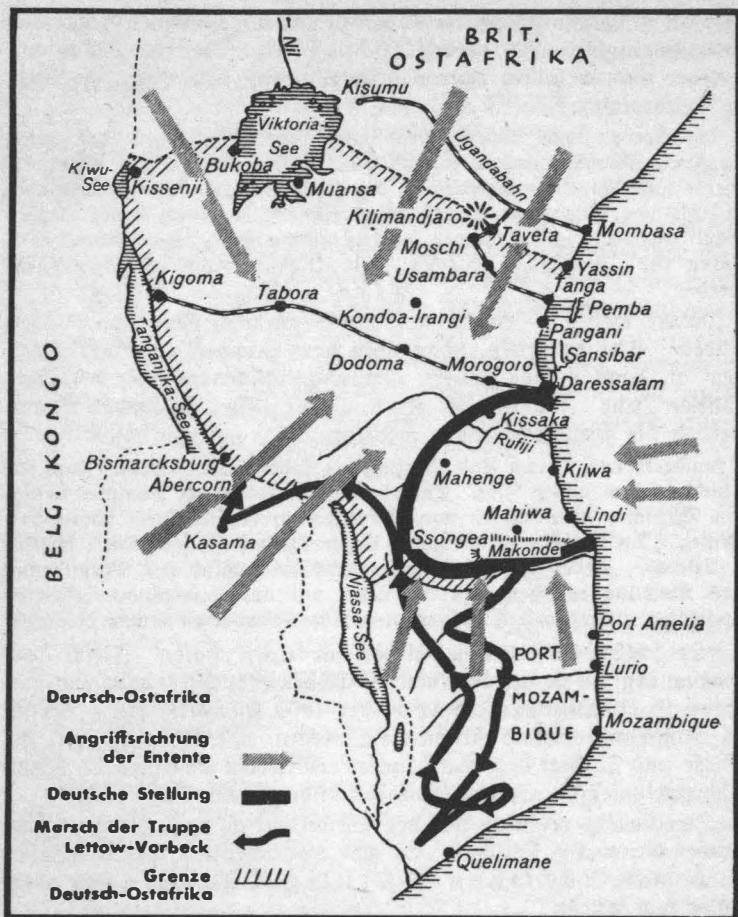 BRIT.
OSTAFRIKA
Nil
Kisumu
Viktoria-
See
Ugandabahn
Bukoba
Kiwu-
See
Kissenji
Muansa
Kilimandjaro
Taveta
Mombasa
Moschi
Usambara
Yassin
Tanga
Kigoma
Tabora
Kondoa-Irangi
Pemba
Pangani
Tanganjika-See
Sansibar
Dodoma
Morogoro
Daressalam
BELG. KONGO
Kissaka
Rufiji
Bismarcksburg
Mahenge
Kilwa
Abercorn
Mahiwa
Lindi
Kasama
Ssongea
Makonde
Njassa-See
Port Amelia
PORT.
Lurio
MOZAM-
BIQUE
Mozambique
Quelimane
Deutsch-Ostafrika
Angriffsrichtung
der Entente
Deutsche Stellung
Marsch der Truppe
Lettow-Vorbeck
Grenze
Deutsch-Ostafrika